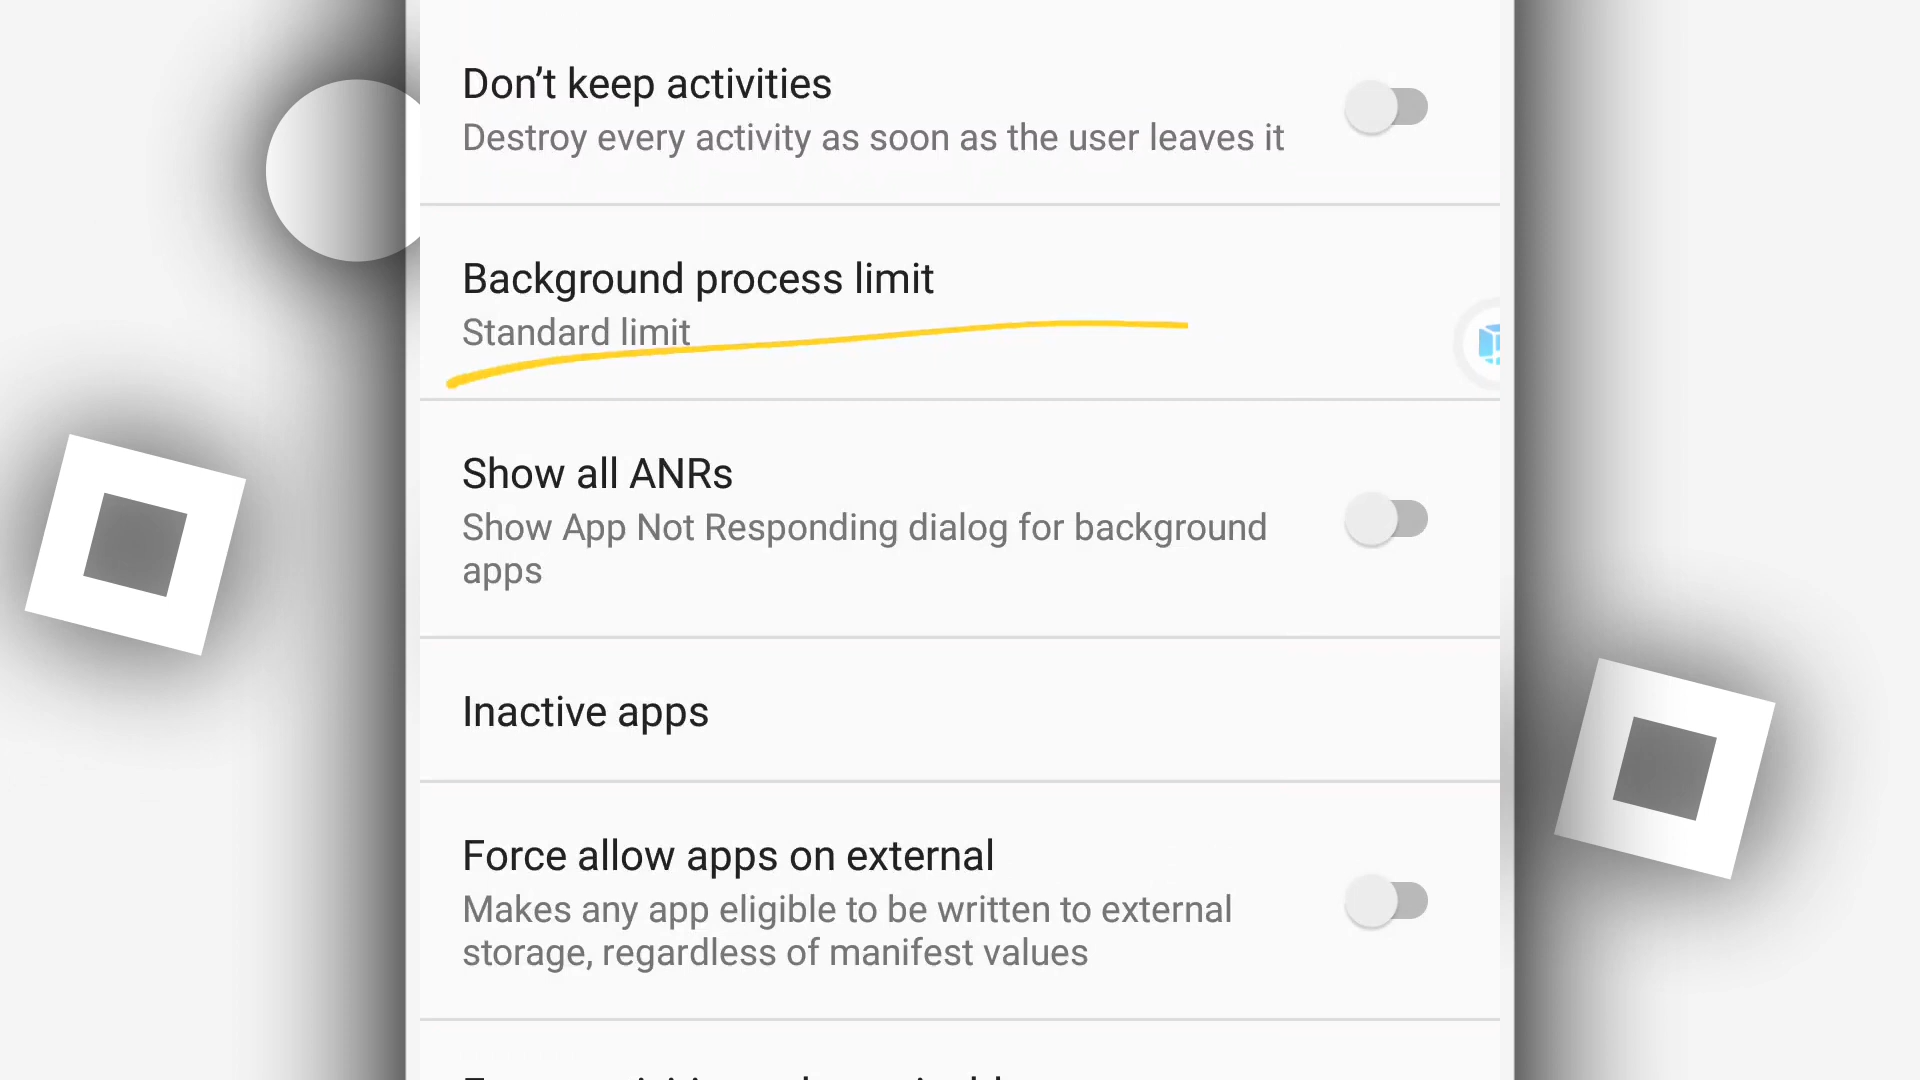 Don’t keep activities
Destroy every activity as soon as the user leaves it
Background process limit
Standard limit
Show all ANRs
Show App Not Responding dialog for background
apps
Inactive apps
Force allow apps on external
Makes any app eligible to be written to external
storage, regardless of manifest values